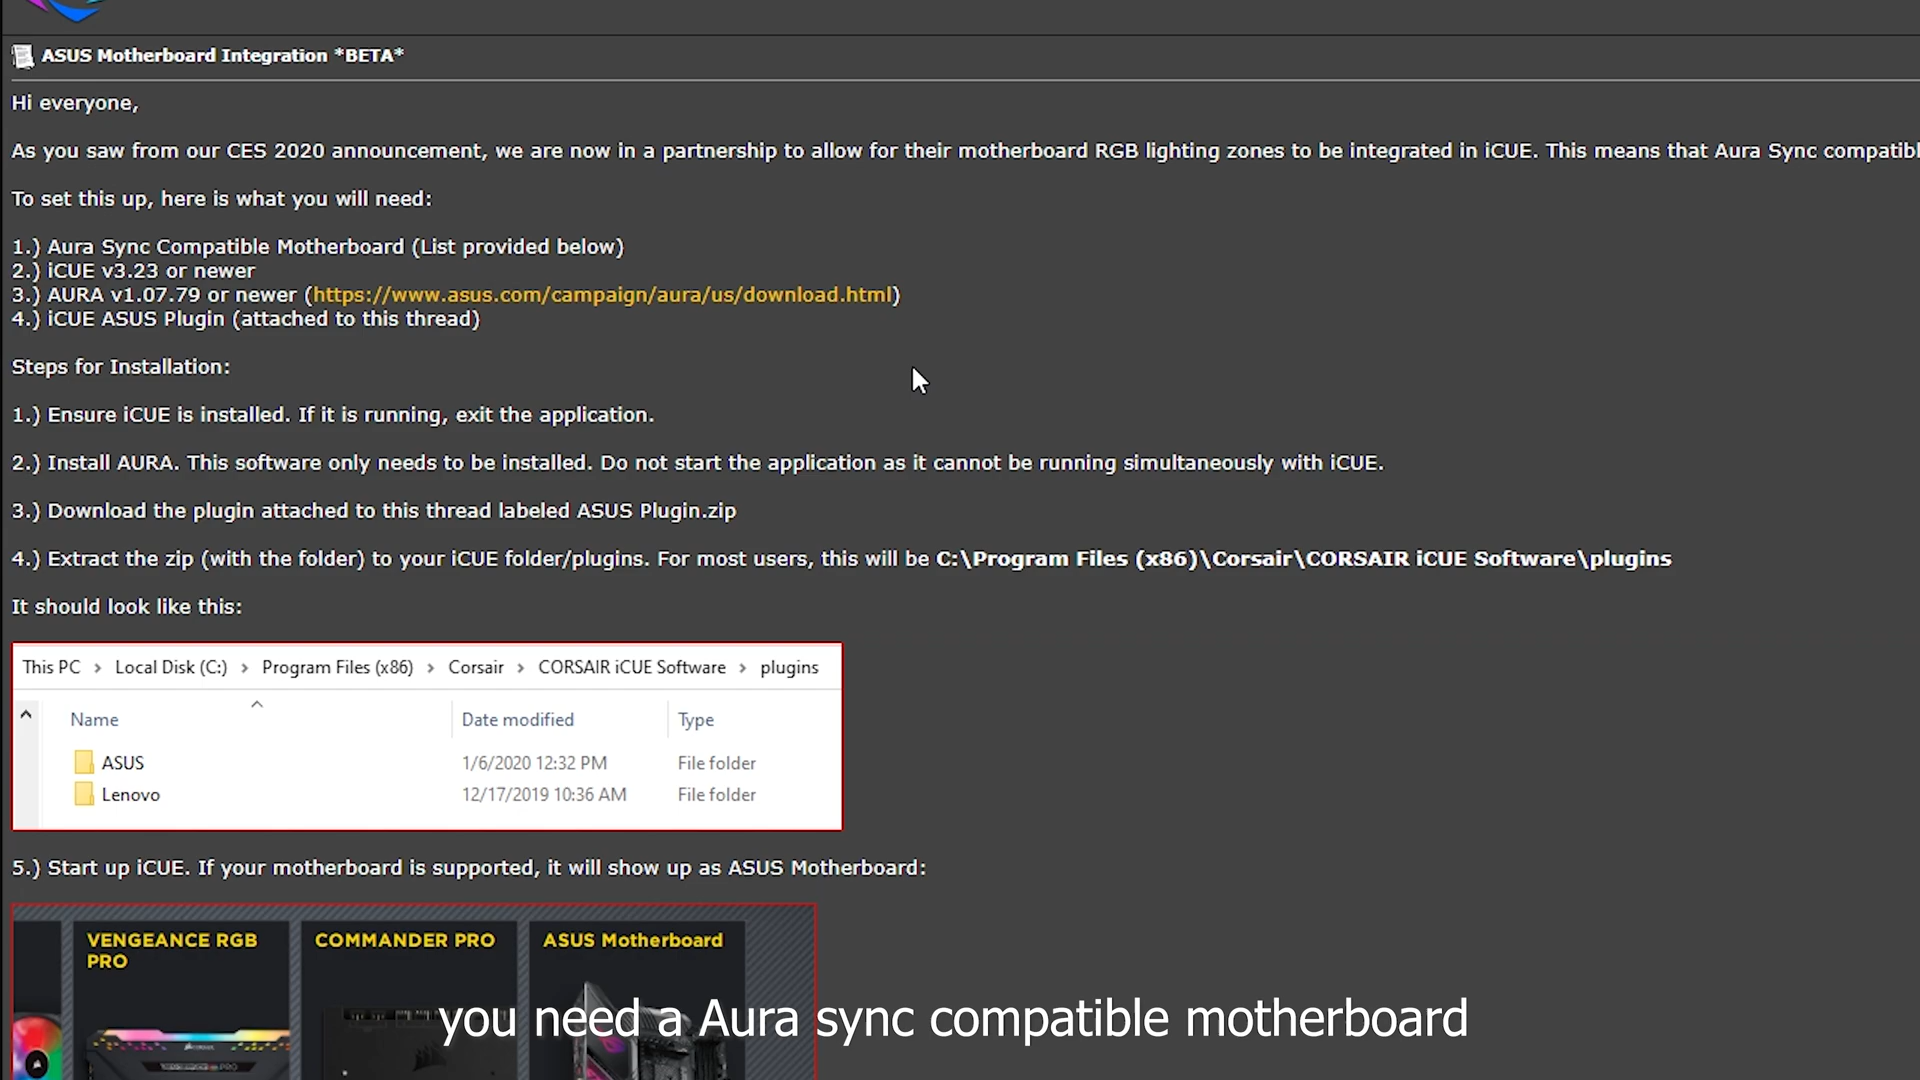 ASUS Motherboard Integration *BETA*
Hi everyone,
As you saw from our CES 2020 announcement, we are now in a partnership to allow for their motherboard RGB lighting zones to be integrated in iCUE. This means that Aura Sync
To set this up, here is what you will need:
1.) Aura Sync Compatible Motherboard (List provided below)
2.) iCUE v3.23 or newer
3.) AURA v1.07.79 or newer (https://www.asus.com/campaign/aura/us/download.html)
4.) iCUE ASUS Plugin (attached to this thread)
Steps for Installation:
1.) Ensure iCUE is installed. If it is running, exit the application.
2.) Install AURA. This software only needs to be installed. Do not start the application as it cannot be running simultaneously with iCUE.
3.) Download the plugin attached to this thread labeled ASUS Plugin.zip
4.) Extract the zip (with the folder) to your iCUE folder/plugins. For most users, this will be C:\Program Files (x86)\Corsair\CORSAIR iCUE Software\plugins
It should look like this:
This PC > Local Disk (C:) > Program Files (x86) > Corsair > CORSAIR iCUE Software > plugins
Name Date modified Type
ASUS 1/6/2020 12:32 PM File folder
Lenovo 12/17/2019 10:36 AM File folder
5.) Start up iCUE. If your motherboard is supported, it will show up as ASUS Motherboard:
VENGEANCE RGB PRO
COMMANDER PRO
ASUS Motherboard
you need a Aura sync compatible motherboard